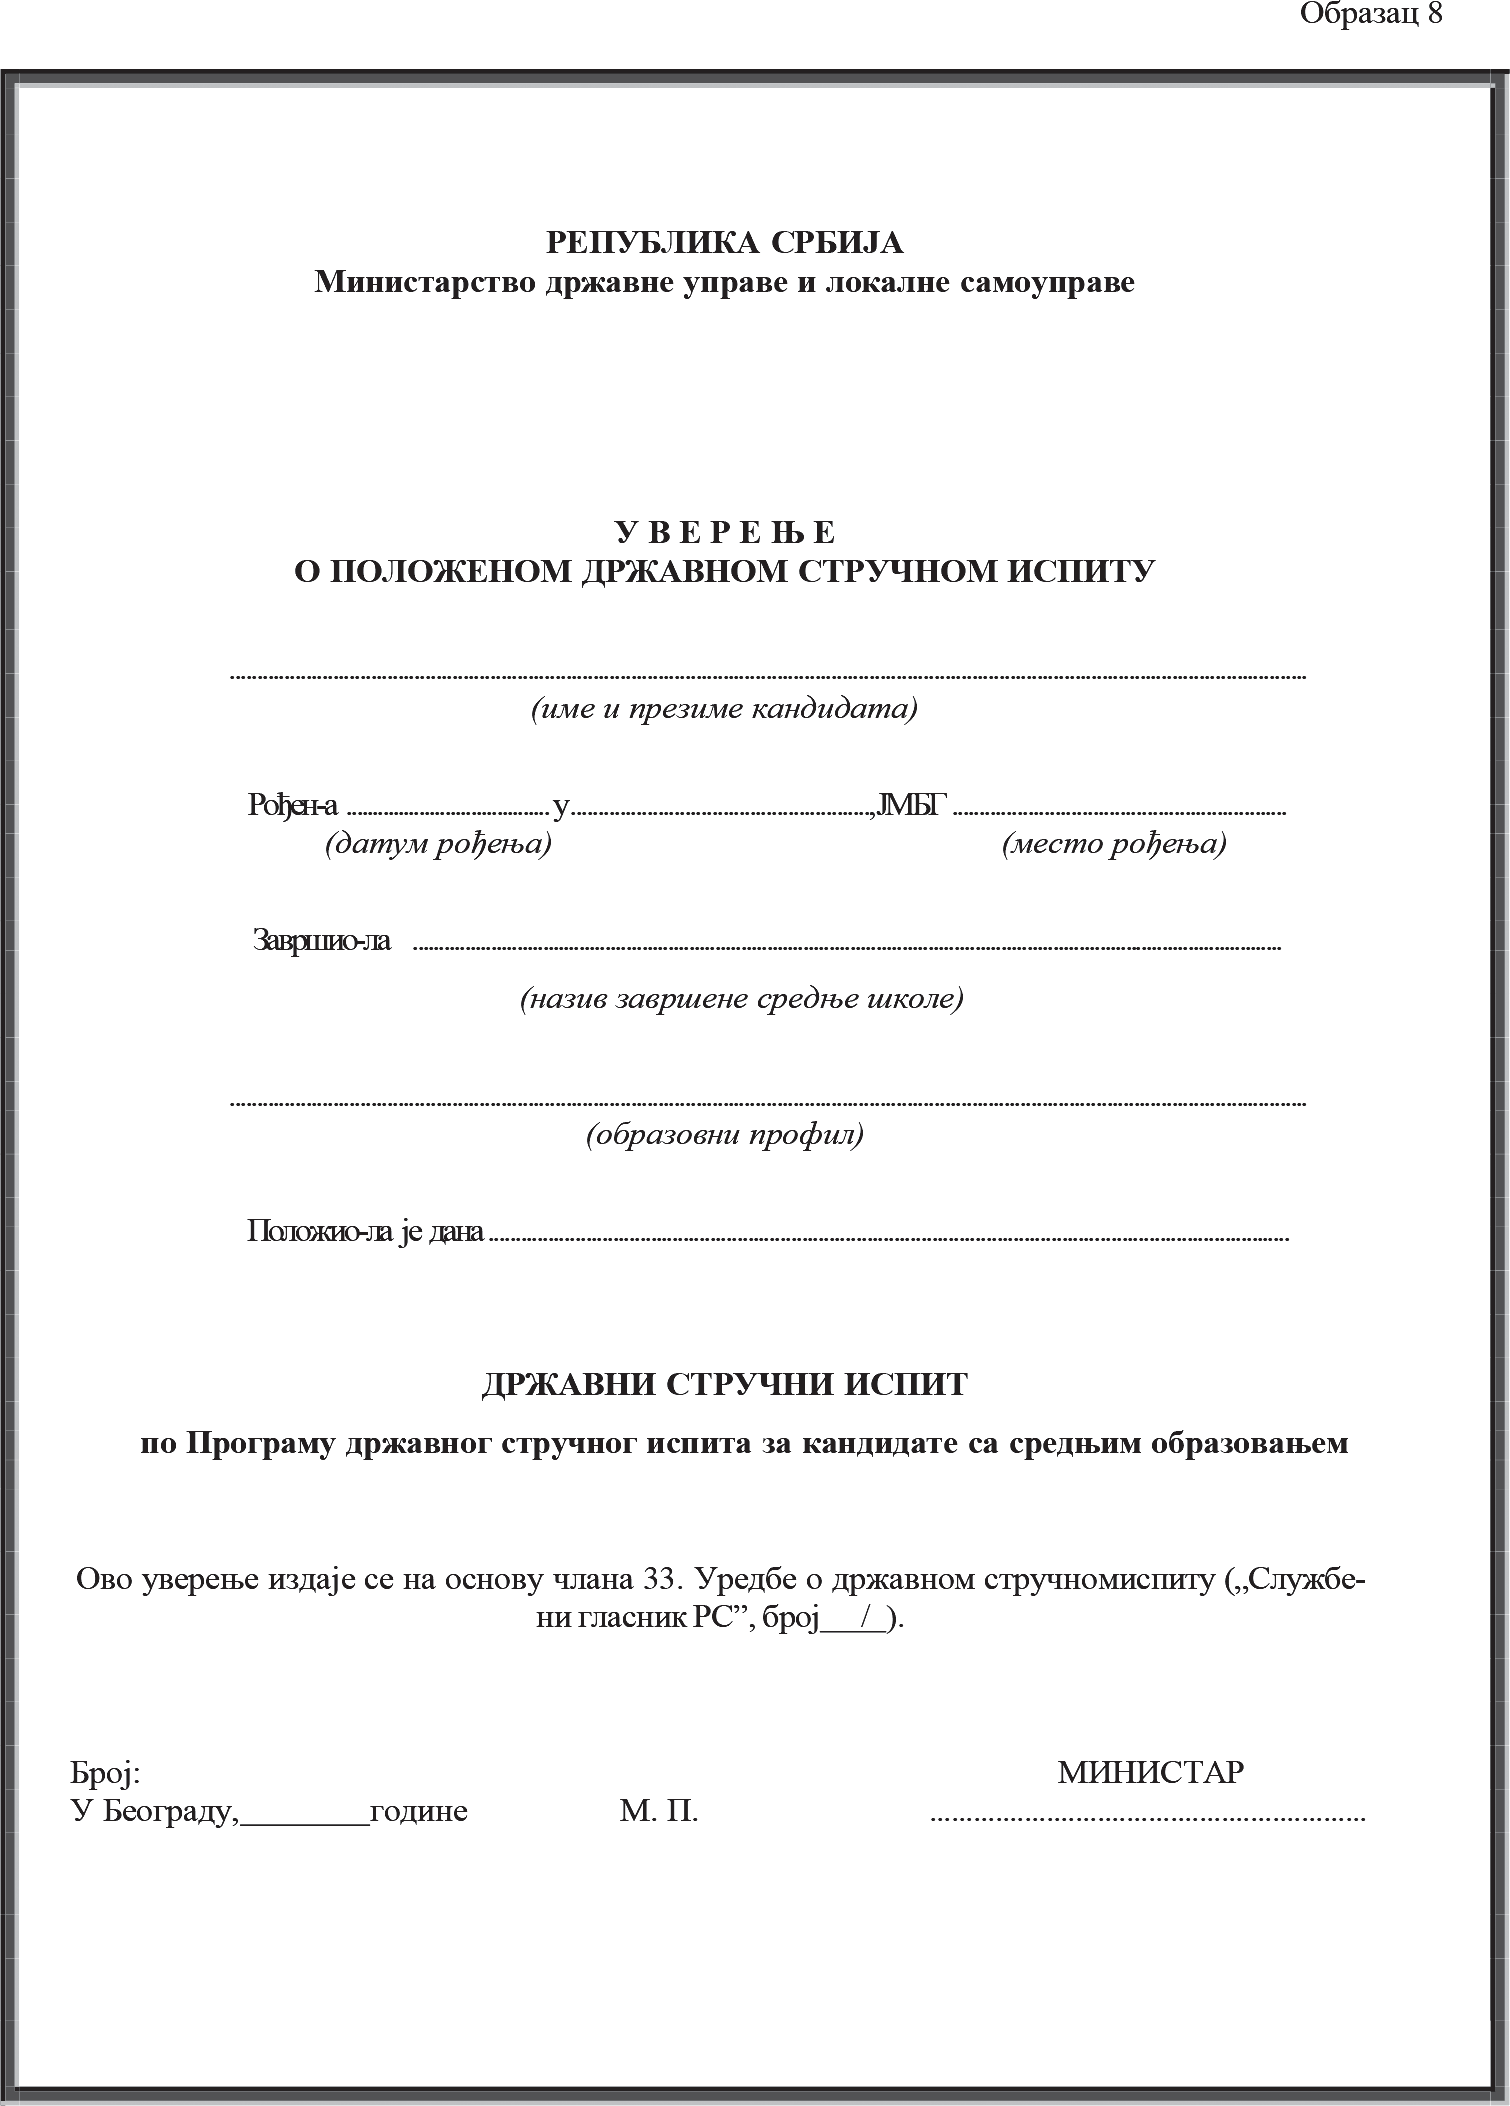 Образац 8
РЕПУБЛИКА СРБИЈА
Министарство државне управе и локалне самоуправе
У В Е Р Е Њ Е
О ПОЛОЖЕНОМ ДРЖАВНОМ СТРУЧНОМ ИСПИТУ
........................................................................
(име и презиме кандидата)
Рођен-а .................... у ............................, ЈМБГ ................................
(датум рођења) (место рођења)
Завршио-ла ........................................................................
(назив завршене средње школе)
........................................................................
(образовни профил)
Положио-ла је дана ........................................................................
ДРЖАВНИ СТРУЧНИ ИСПИТ
по Програму државног стручног испита за кандидате са средњим образовањем
Ово уверење издаје се на основу члана 33. Уредбе о државном стручномиспиту („Службе-
ни гласник РС”, број___/_).
Број: МИНИСТАР
У Београду,________године М. П. ............................................................